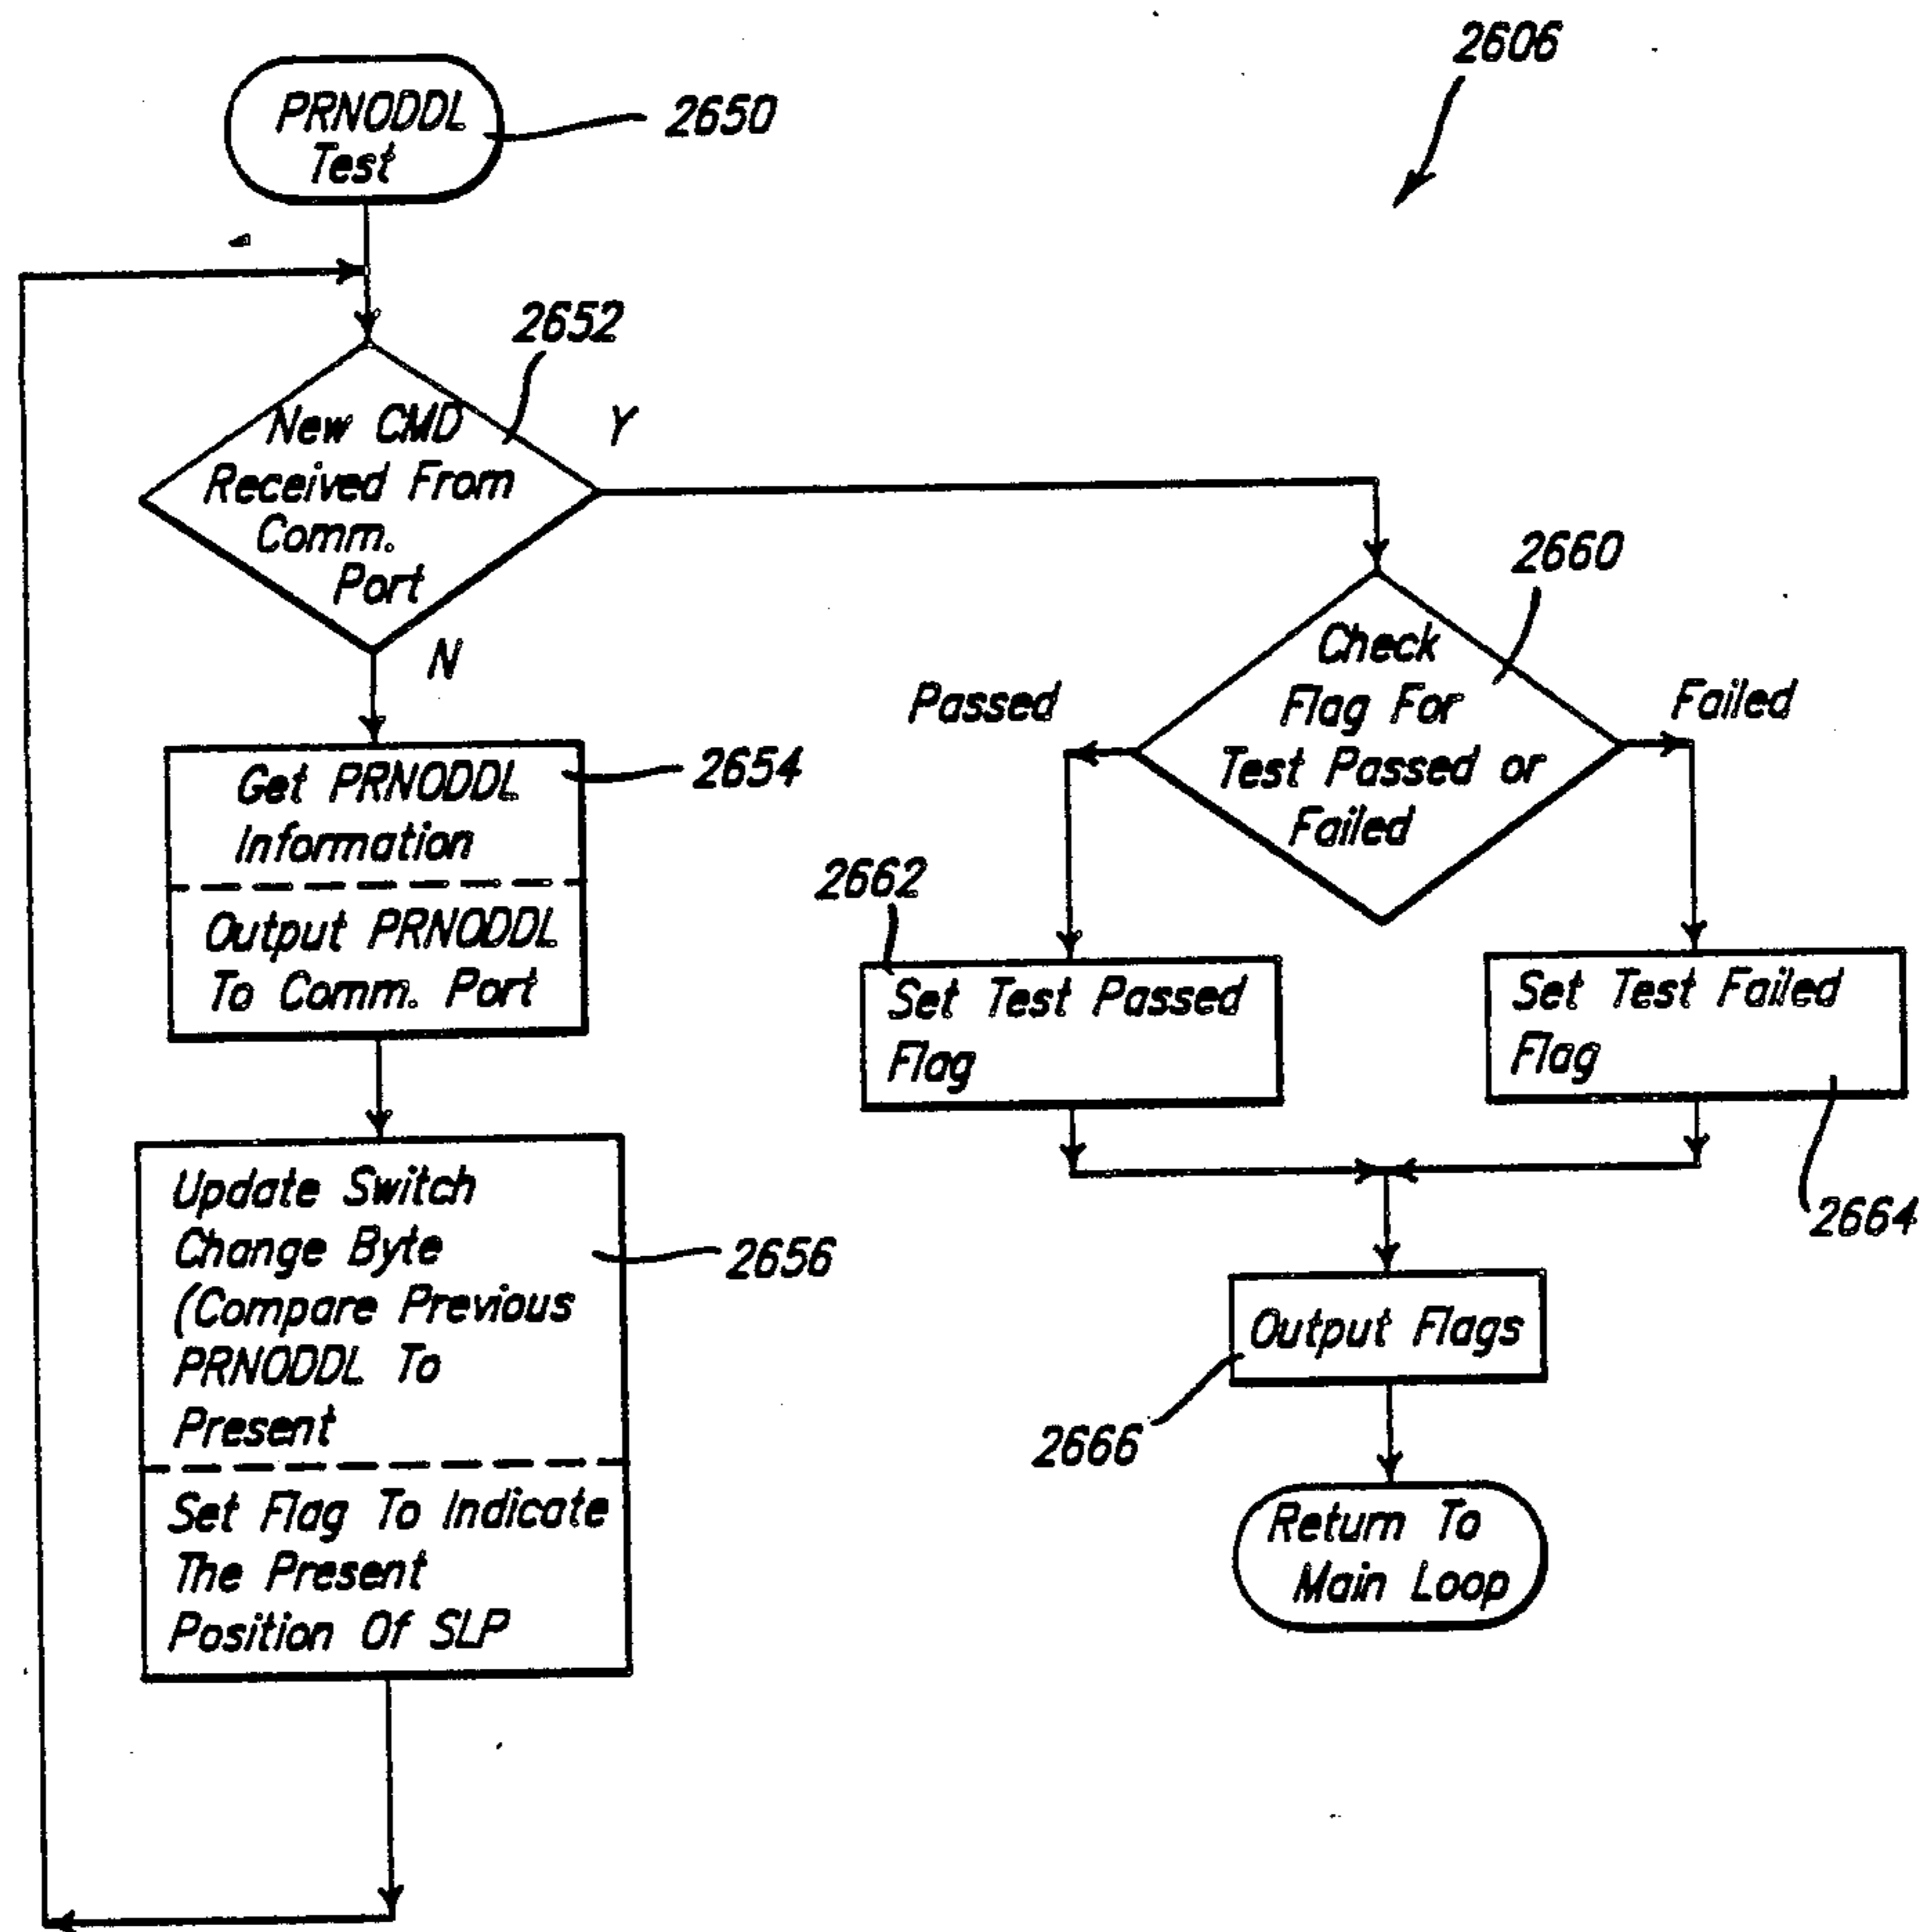 2606
PRNODDL
Test
2650
2652
New CMD
Received From
Comm.
Port
Y
N
2660
Check
Flag For
Test Passed or
Failed
Passed
Failed
Get PRNODDL
Information
Output PRNODDL
To Comm. Port
2654
2662
Set Test Passed
Flag
Set Test Failed
Flag
2664
Update Switch
Change Byte
(Compare Previous
PRNODDL To
Present
Set Flag To Indicate
The Present
Position Of SLP
2656
Output Flags
2666
Return To
Main Loop